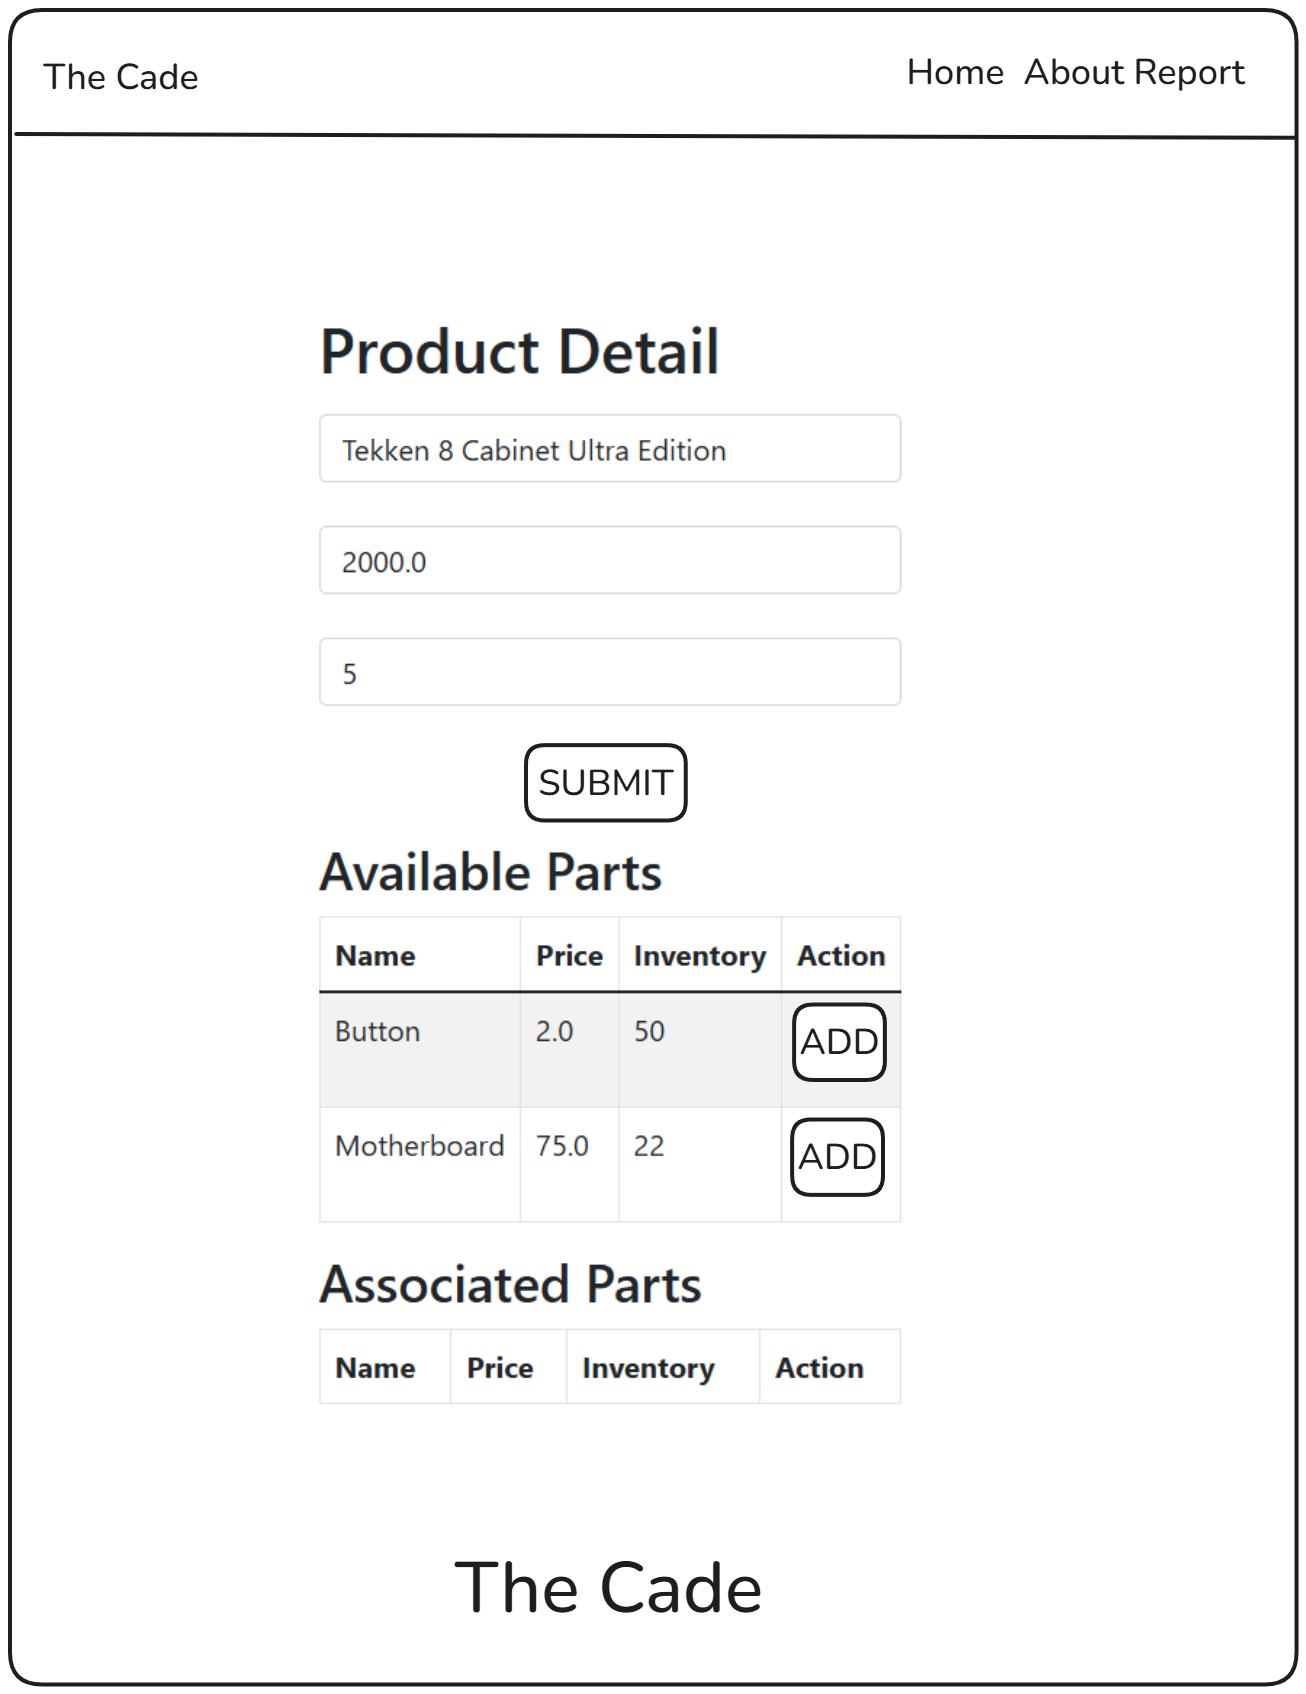 The Cade
Home About Report
Product Detail
Tekken 8 Cabinet Ultra Edition
2000.0
5
SUBMIT
Available Parts
Name Price Inventory Action
Button 2.0 50 ADD
Motherboard 75.0 22 ADD
Associated Parts
Name Price Inventory Action
The Cade